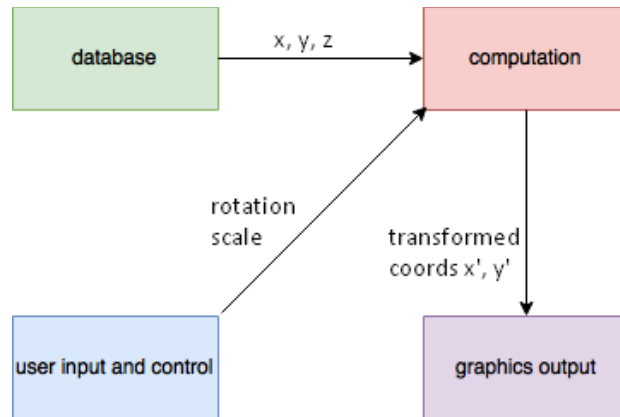 database
x, y, z
computation
rotation
scale
transformed
coords x', y'
user input and control
graphics output